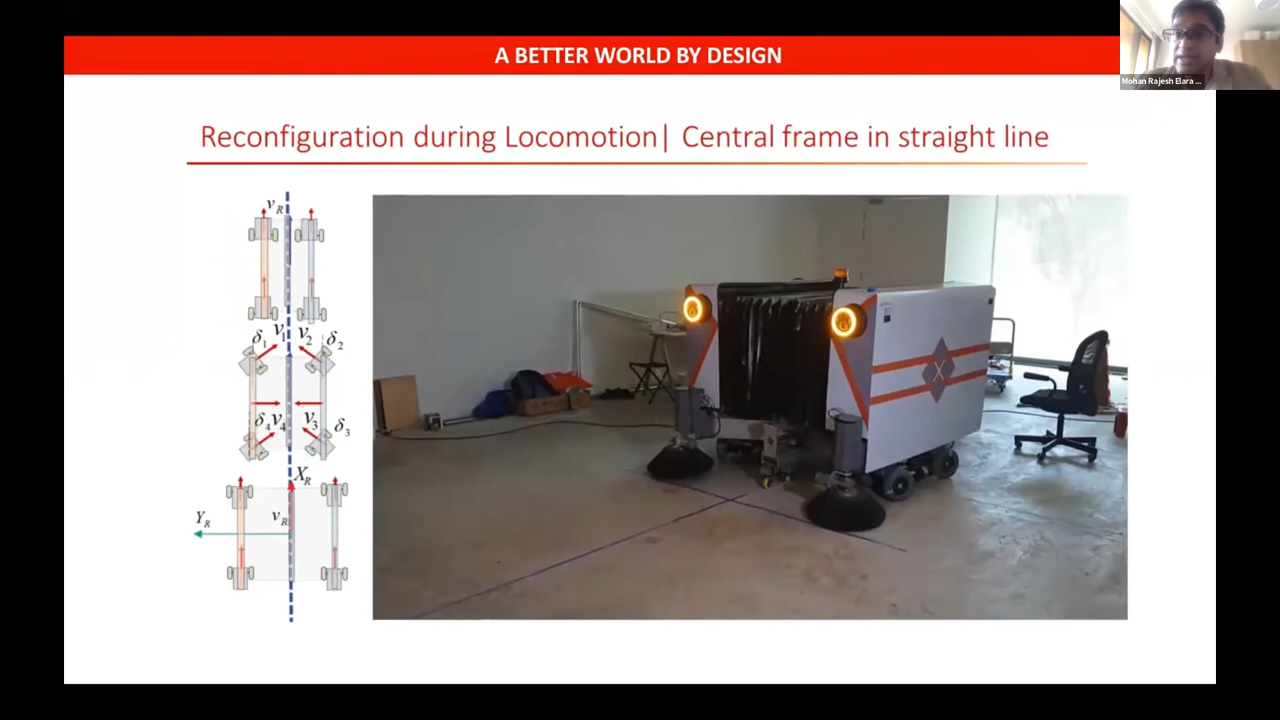 A BETTER WORLD BY DESIGN
Mohan Rajesh Elara ...
Reconfiguration during Locomotion| Central frame in straight line
v_R
δ₁ v₁ v₂ δ₂
δ₄ v₄ v₃ δ₃
X_R
Y_R v_R